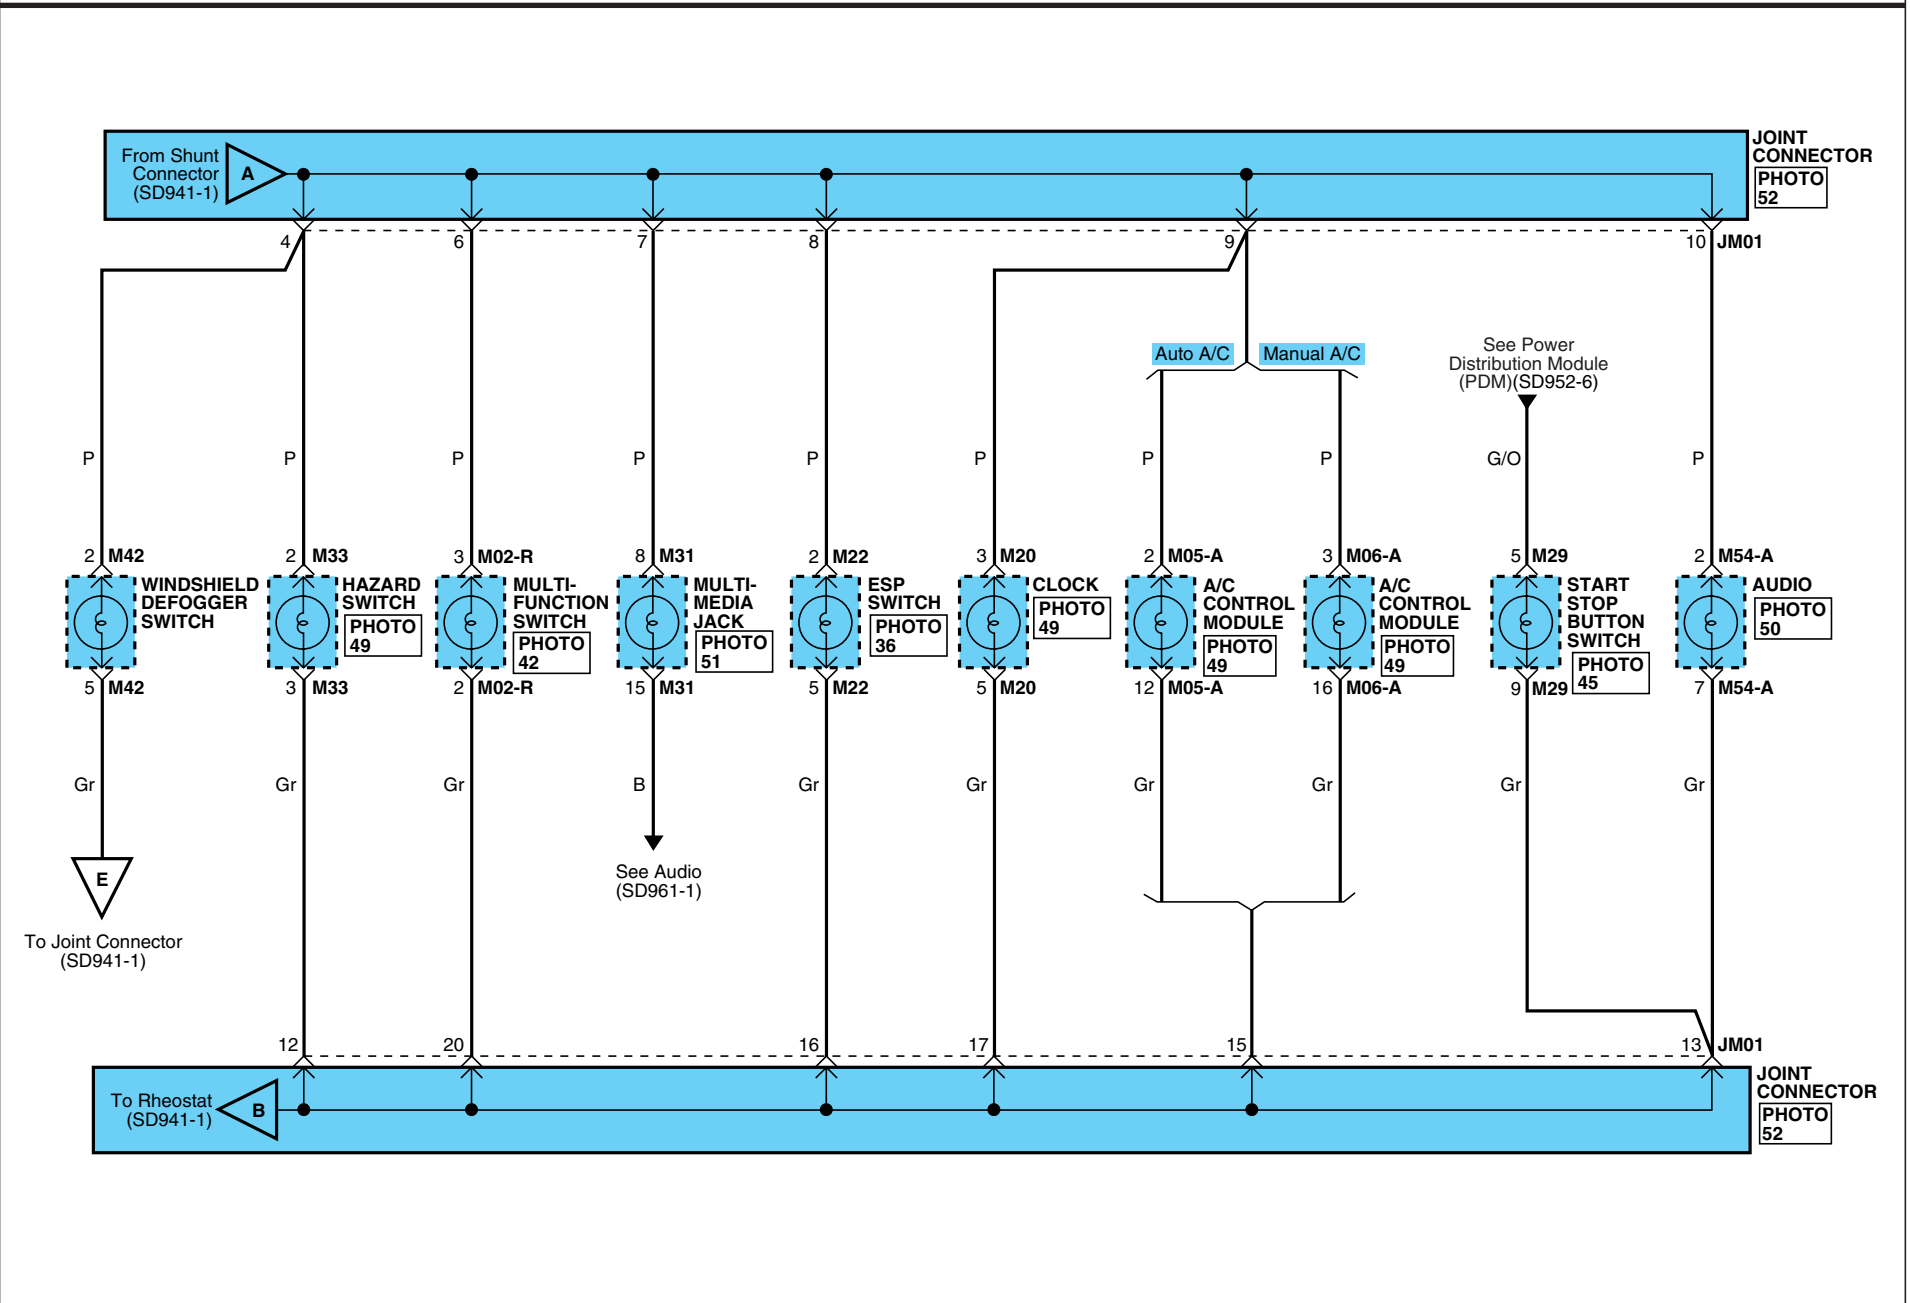 From Shunt
Connector
(SD941-1)
A
JOINT
CONNECTOR
PHOTO
52
4
6
7
8
9
10
JM01
Auto A/C
Manual A/C
See Power
Distribution Module
(PDM)(SD952-6)
P
P
P
P
P
P
P
P
G/O
P
2 M42
2 M33
3 M02-R
8 M31
2 M22
3 M20
2 M05-A
3 M06-A
5 M29
2 M54-A
WINDSHIELD
DEFOGGER
SWITCH
HAZARD
SWITCH
PHOTO
49
MULTI-
FUNCTION
SWITCH
PHOTO
42
MULTI-
MEDIA
JACK
PHOTO
51
ESP
SWITCH
PHOTO
36
CLOCK
PHOTO
49
A/C
CONTROL
MODULE
PHOTO
49
A/C
CONTROL
MODULE
PHOTO
49
START
STOP
BUTTON
SWITCH
PHOTO
45
AUDIO
PHOTO
50
5 M42
3 M33
2 M02-R
15 M31
5 M22
5 M20
12 M05-A
16 M06-A
9 M29
7 M54-A
Gr
Gr
Gr
B
Gr
Gr
Gr
Gr
Gr
Gr
E
To Joint Connector
(SD941-1)
See Audio
(SD961-1)
12
20
16
17
15
13
JM01
To Rheostat
(SD941-1)
B
JOINT
CONNECTOR
PHOTO
52